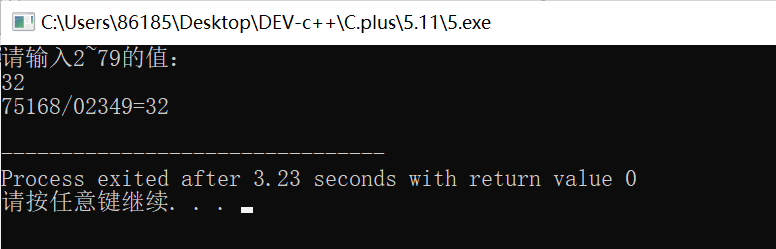 C:\Users\86185\Desktop\DEV-c++\C.plus\5.11\5.exe
请输入2~79的值：
32
75168/02349=32
--------------------------------
Process exited after 3.23 seconds with return value 0
请按任意键继续. . .